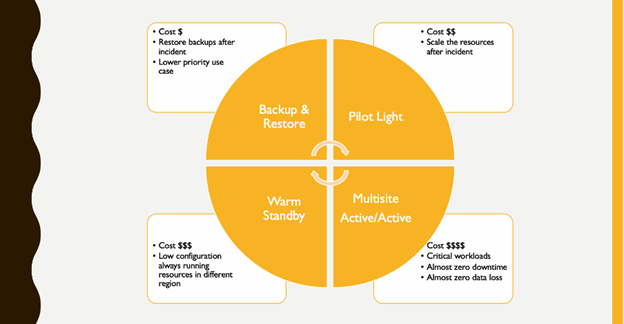 • Cost $
• Restore backups after
incident
• Lower priority use
case
• Cost $$
• Scale the resources
after incident
Backup &
Restore
Pilot Light
Warm
Standby
Multisite
Active/Active
• Cost $$$
• Low configuration
always running
resources in different
region
Cost $$$$
• Critical workloads
• Almost zero downtime
• Almost zero data loss